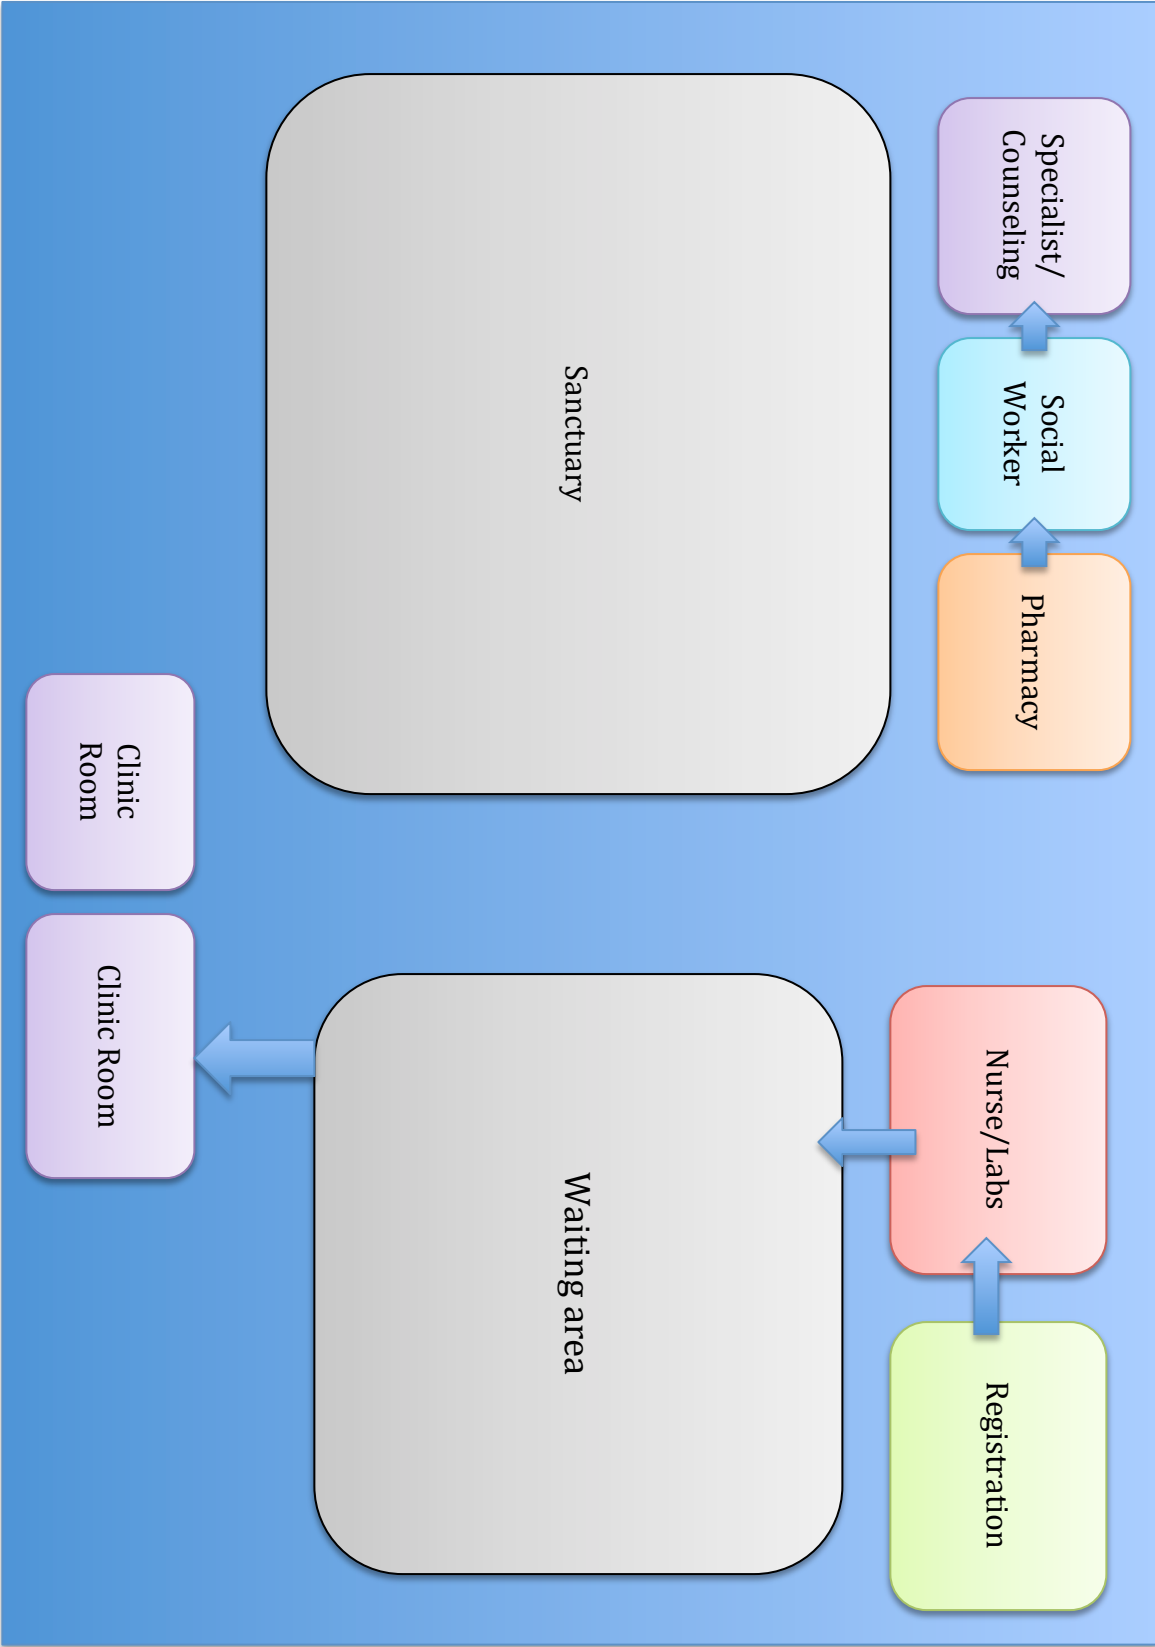 Specialist/
Counseling
Social
Worker
Pharmacy
Nurse/Labs
Registration
Sanctuary
Waiting area
Clinic
Room
Clinic Room